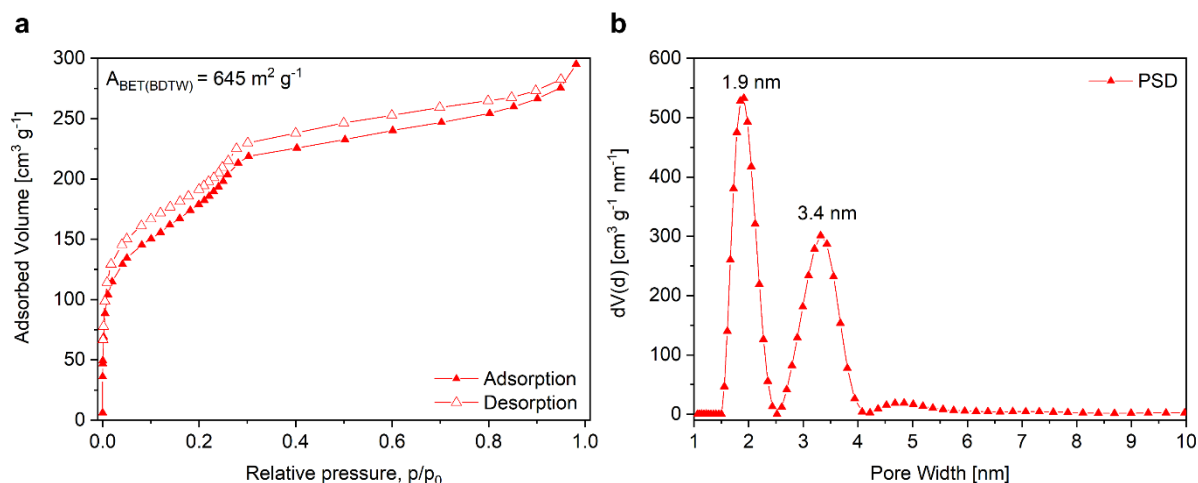 a
A_BET(BDTW) = 645 m² g⁻¹
300
250
200
150
100
50
0
Adsorbed Volume [cm³ g⁻¹]
Adsorption
Desorption
0.0 0.2 0.4 0.6 0.8 1.0
Relative pressure, p/p₀
b
1.9 nm
3.4 nm
PSD
600
500
400
300
200
100
0
dV(d) [cm³ g⁻¹ nm⁻¹]
1 2 3 4 5 6 7 8 9 10
Pore Width [nm]